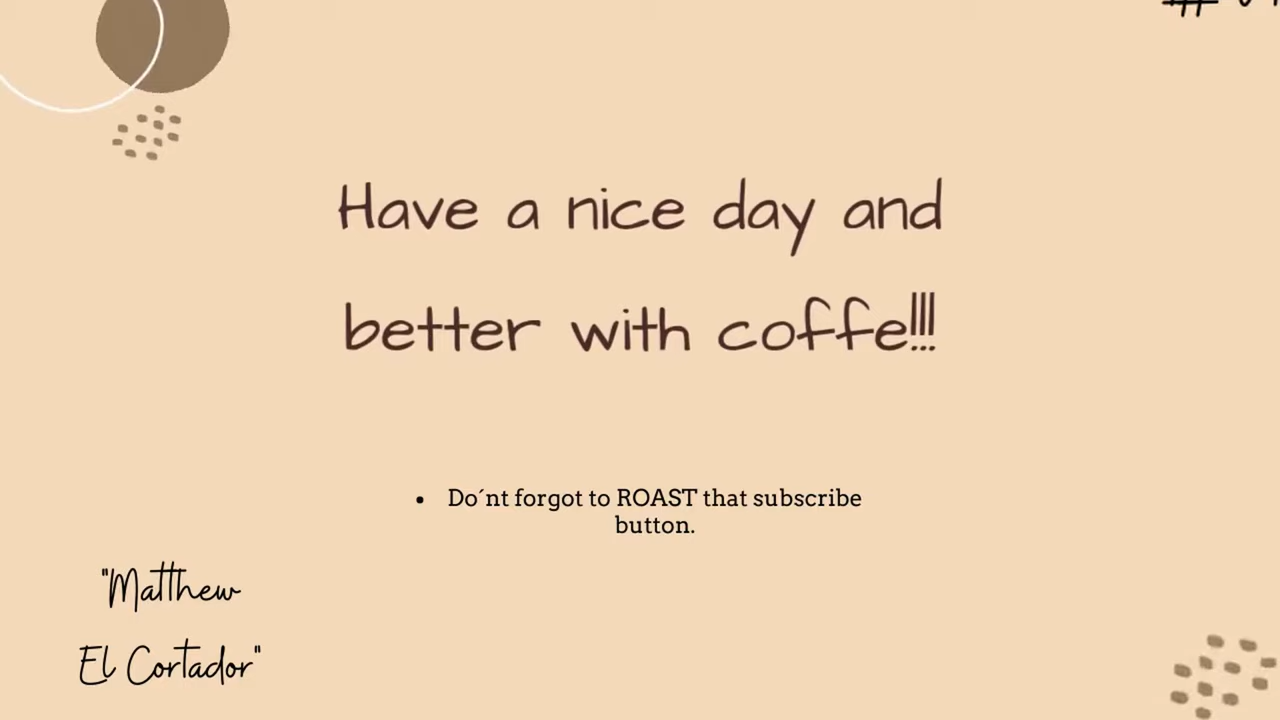 Have a nice day and
better with coffe!!!
• Do´nt forgot to ROAST that subscribe
button.
"Matthew
El Cortador"